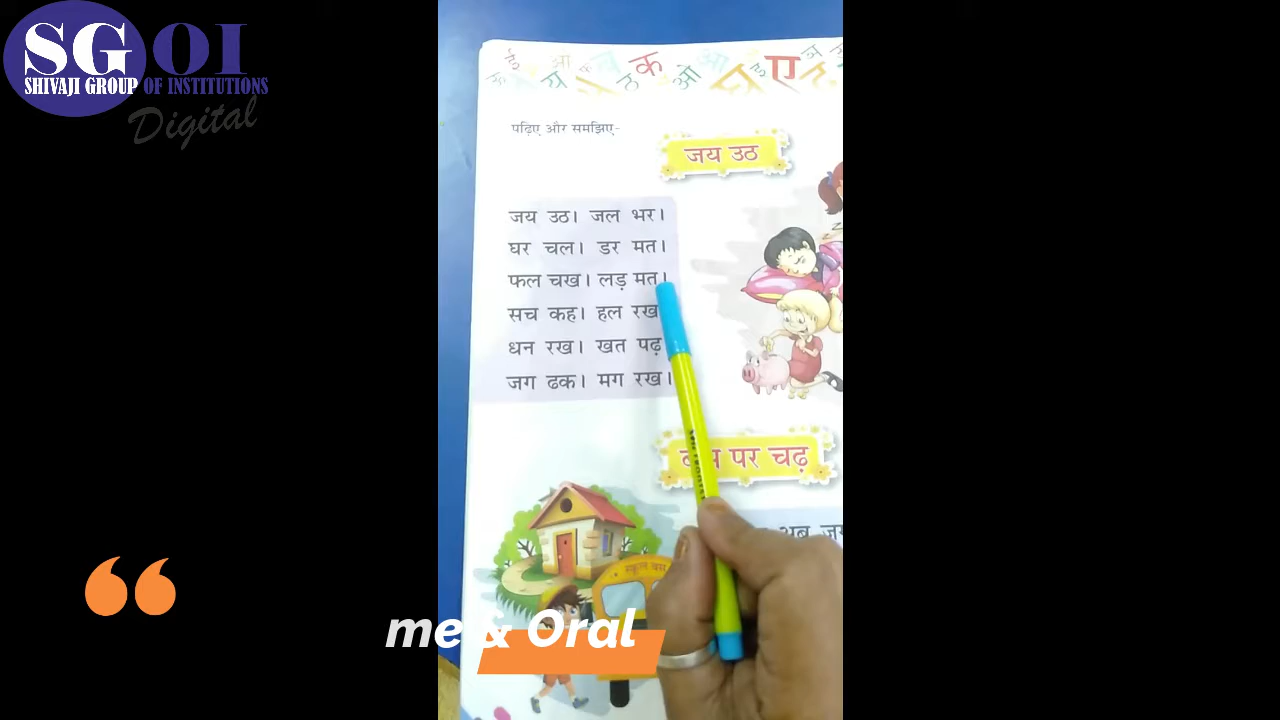 SGOI
SHIVAJI GROUP OF INSTITUTIONS
Digital
पढ़िए और समझिए-
जय उठ
जय उठ। जल भर।
घर चल। डर मत।
फल चख। लड़ मत।
सच कह। हल रख
धन रख। खत पढ़
जग ढक। मग रख।
पर चढ़
अब
स्कूल बस
me & Oral